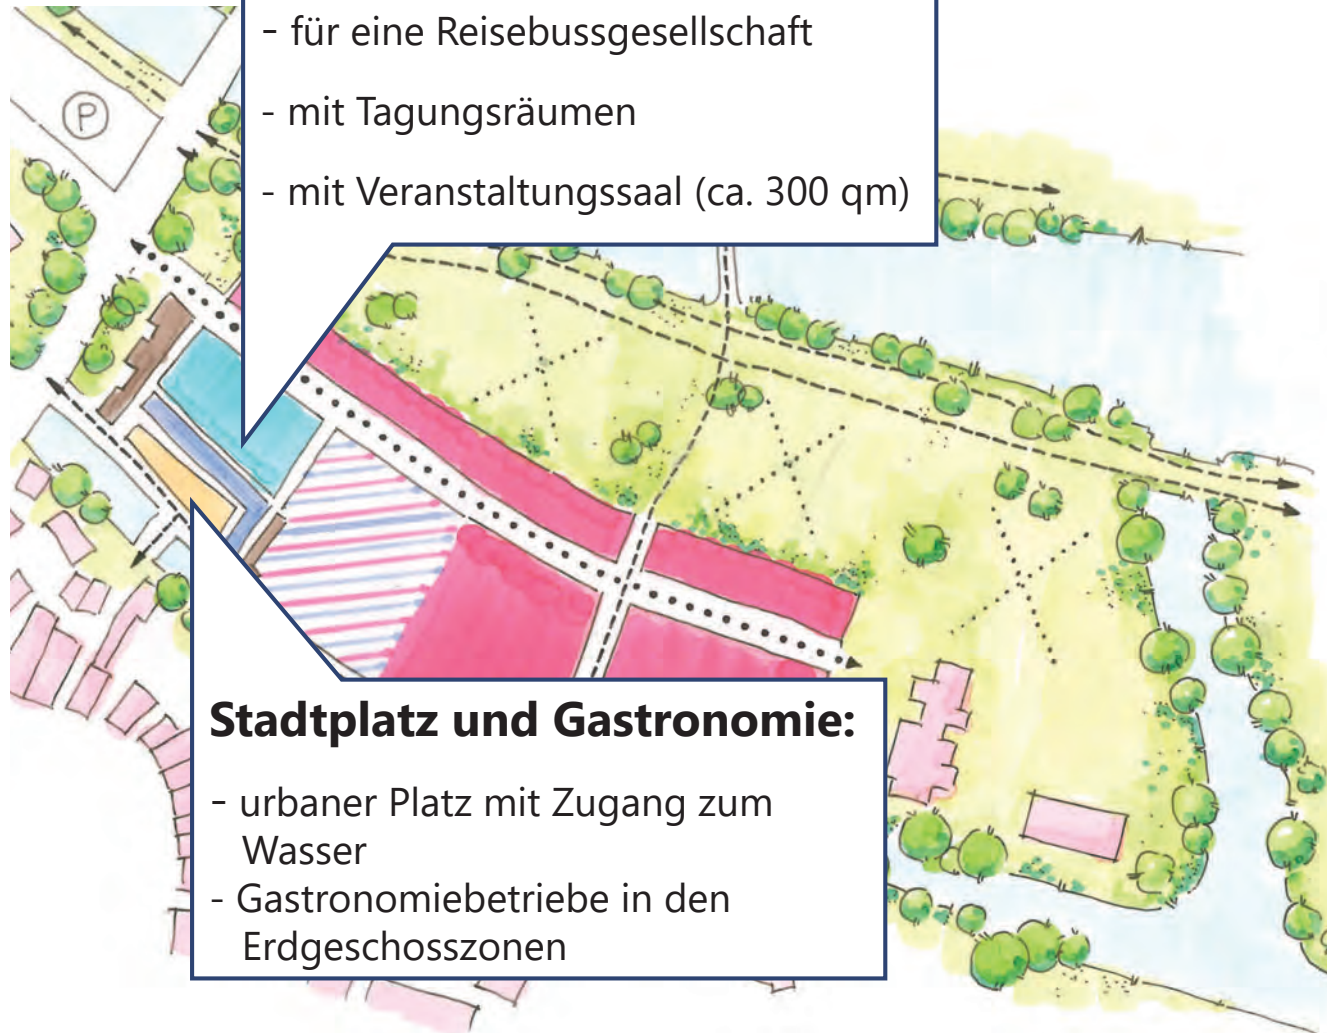 - für eine Reisebussgesellschaft
- mit Tagungsräumen
- mit Veranstaltungssaal (ca. 300 qm)
P
Stadtplatz und Gastronomie:
- urbaner Platz mit Zugang zum
Wasser
- Gastronomiebetriebe in den
Erdgeschosszonen